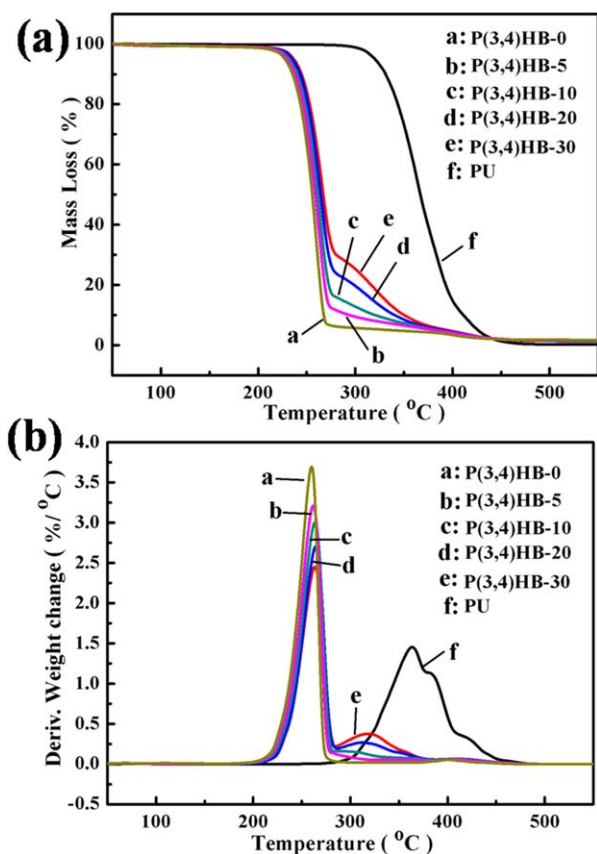 (a)
100
80
60
40
20
0
Mass Loss ( % )
a: P(3,4)HB-0
b: P(3,4)HB-5
c: P(3,4)HB-10
d: P(3,4)HB-20
e: P(3,4)HB-30
f: PU
c
e
d
f
a
b
100 200 300 400 500
Temperature ( °C )
(b)
4.0
3.5
3.0
2.5
2.0
1.5
1.0
0.5
0.0
-0.5
Deriv. Weight change ( %/ °C )
a: P(3,4)HB-0
b: P(3,4)HB-5
c: P(3,4)HB-10
d: P(3,4)HB-20
e: P(3,4)HB-30
f: PU
a
b
c
d
e
f
100 200 300 400 500
Temperature ( °C )